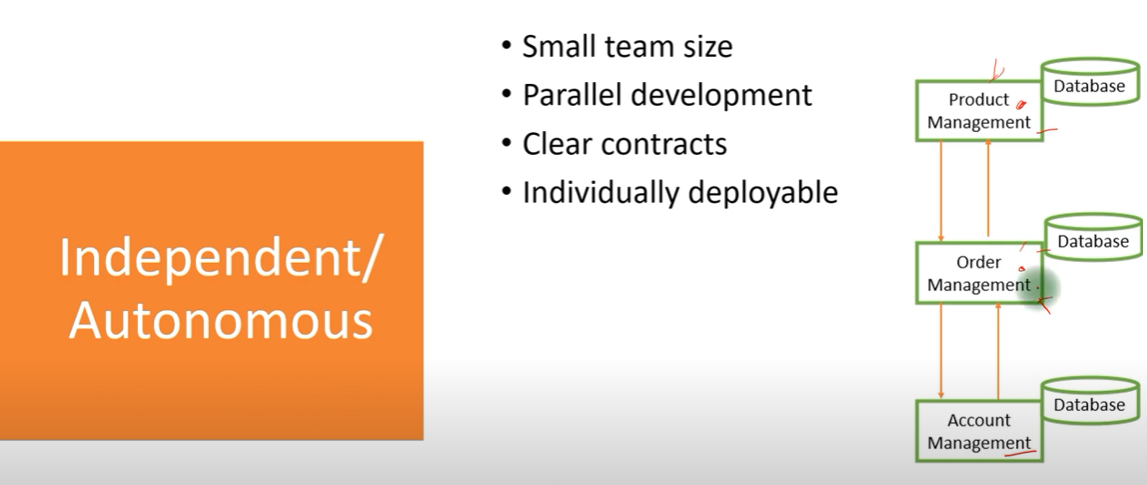 Independent/
Autonomous
• Small team size
• Parallel development
• Clear contracts
• Individually deployable
Product
Management
Database
Order
Management
Database
Account
Management
Database